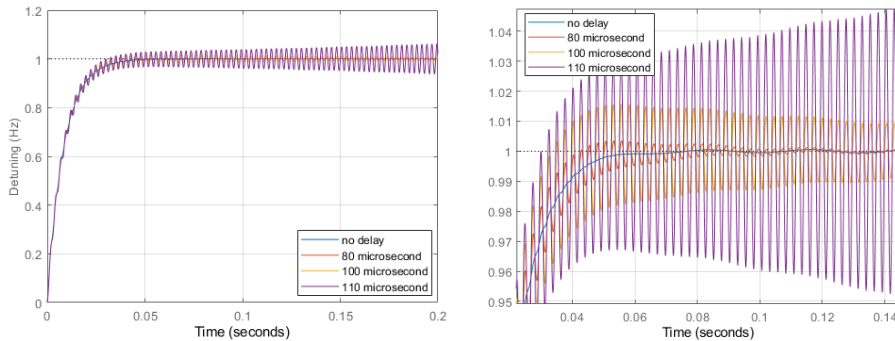 1.2
1
0.8
0.6
0.4
0.2
0
Detuning (Hz)
no delay
80 microsecond
100 microsecond
110 microsecond
0 0.05 0.1 0.15 0.2
Time (seconds)
1.04
1.03
1.02
1.01
1
0.99
0.98
0.97
0.96
0.95
no delay
80 microsecond
100 microsecond
110 microsecond
0.04 0.06 0.08 0.1 0.12 0.14
Time (seconds)